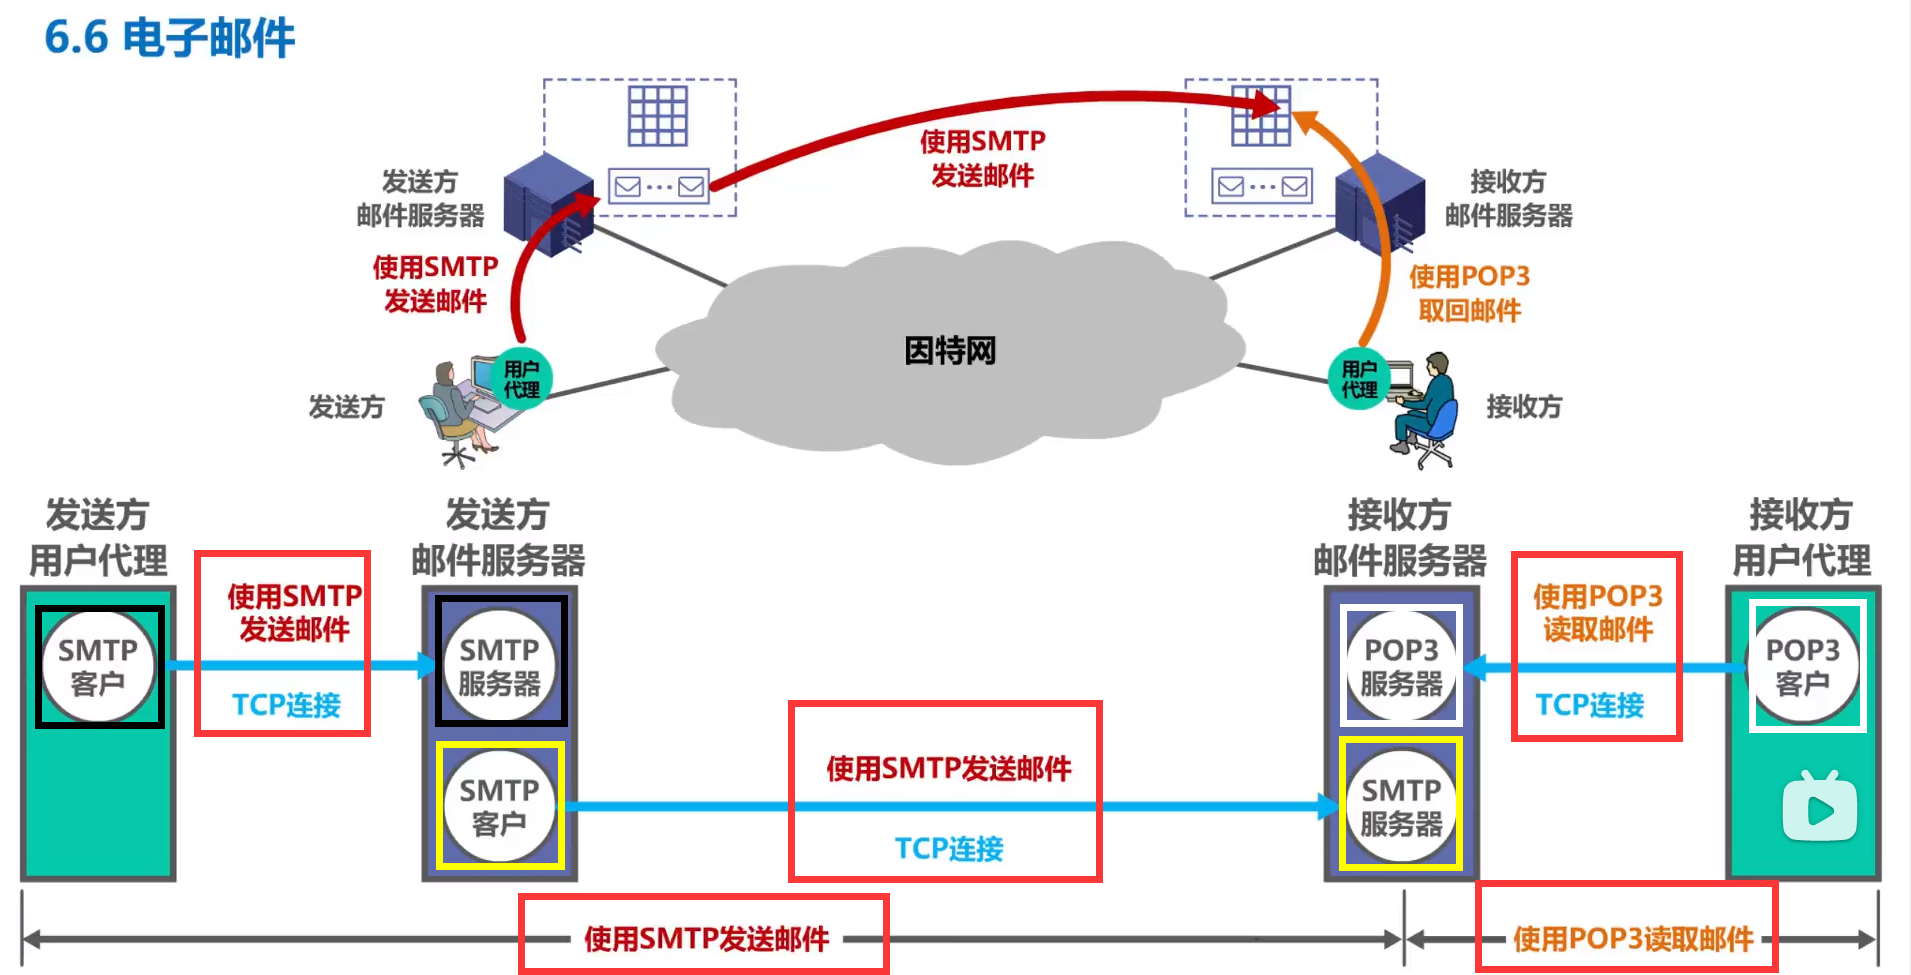 6.6 电子邮件
使用SMTP
发送邮件
发送方
邮件服务器
接收方
邮件服务器
使用SMTP
发送邮件
使用POP3
取回邮件
因特网
用户
代理
用户
代理
发送方
接收方
发送方
用户代理
发送方
邮件服务器
接收方
邮件服务器
接收方
用户代理
使用SMTP
发送邮件
使用POP3
读取邮件
SMTP
客户
SMTP
服务器
POP3
服务器
POP3
客户
TCP连接
TCP连接
使用SMTP发送邮件
SMTP
客户
SMTP
服务器
TCP连接
使用SMTP发送邮件
使用POP3读取邮件